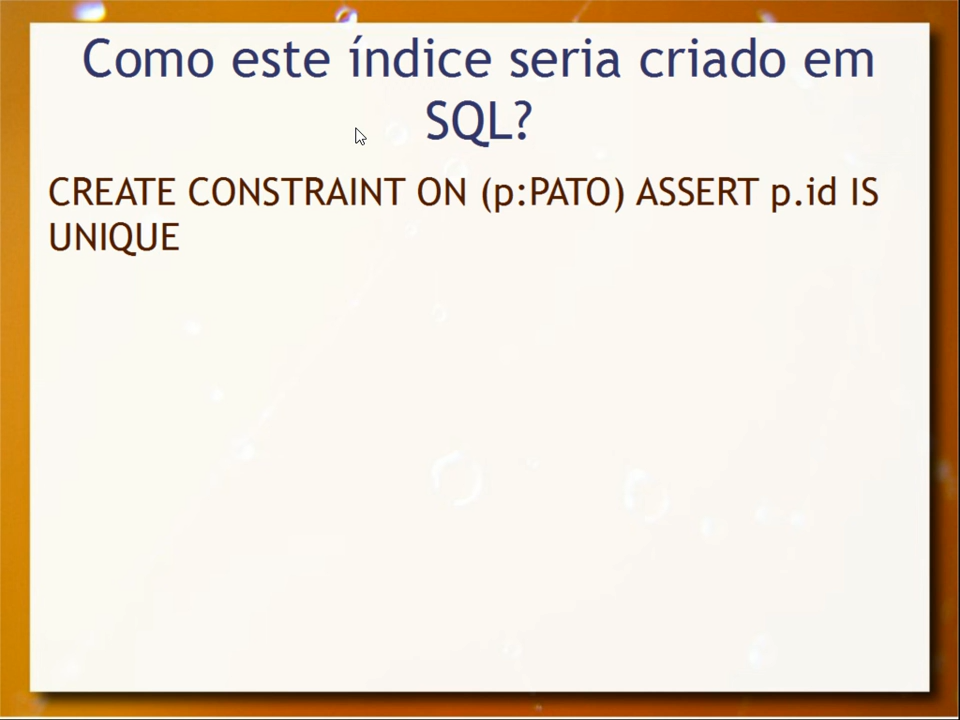 Como este índice seria criado em
SQL?
CREATE CONSTRAINT ON (p:PATO) ASSERT p.id IS
UNIQUE